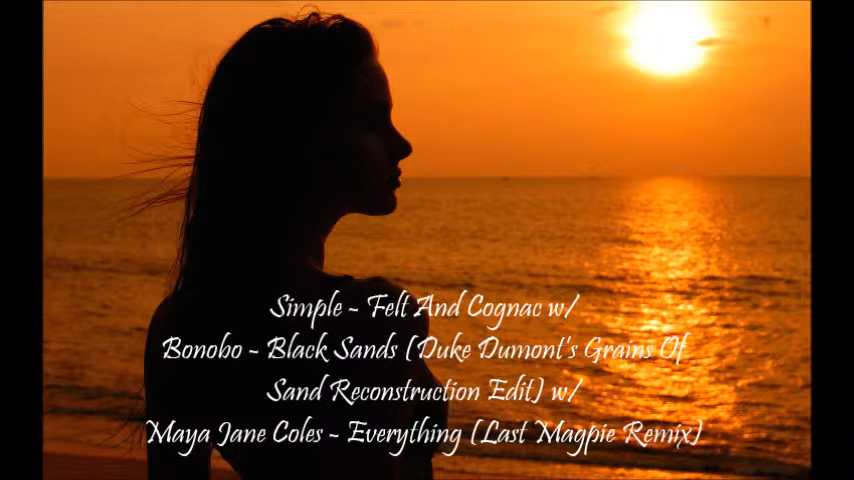 Simple - Felt And Cognac w/
Bonobo - Black Sands (Duke Dumont's Grains Of
Sand Reconstruction Edit) w/
Maya Jane Coles - Everything (Last Magpie Remix)